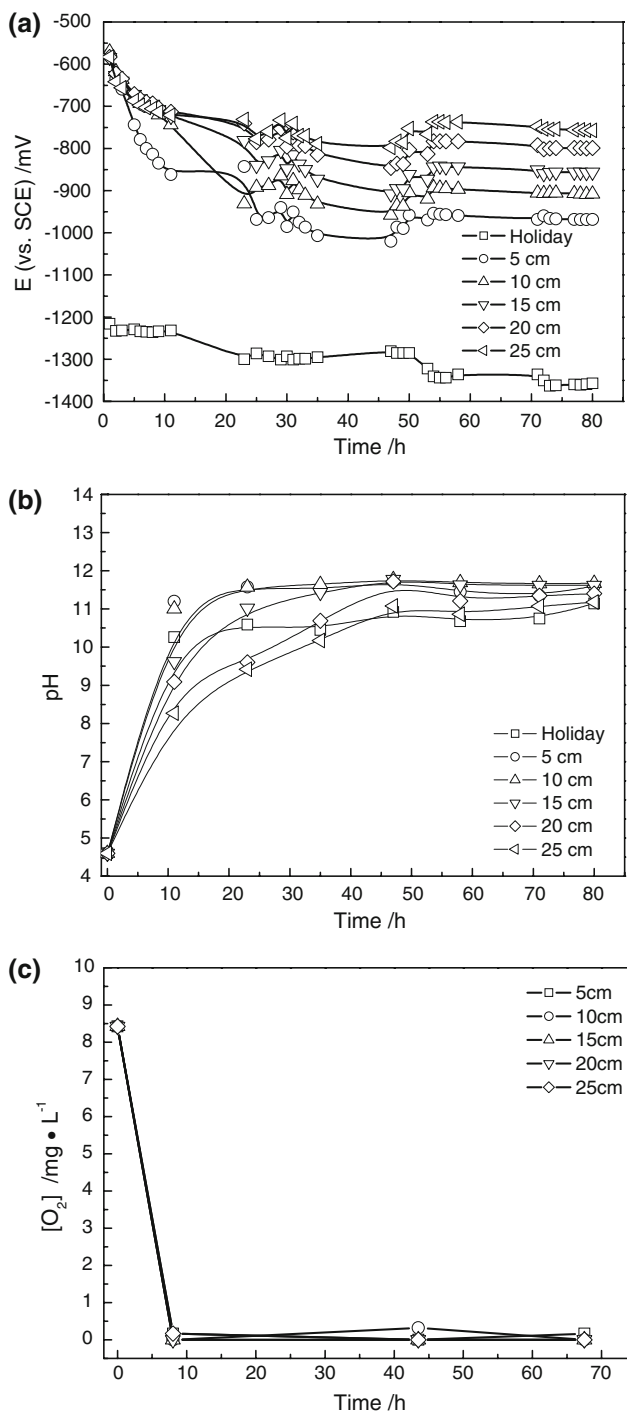 (a)
-500
-600
-700
-800
-900
-1000
-1100
-1200
-1300
-1400
E (vs. SCE) /mV
0 10 20 30 40 50 60 70 80
Time /h
Holiday
5 cm
10 cm
15 cm
20 cm
25 cm
(b)
14
13
12
11
10
9
8
7
6
5
4
pH
0 10 20 30 40 50 60 70 80
Time /h
Holiday
5 cm
10 cm
15 cm
20 cm
25 cm
(c)
10
9
8
7
6
5
4
3
2
1
0
[O₂] /mg • L⁻¹
0 10 20 30 40 50 60 70
Time /h
5cm
10cm
15cm
20cm
25cm